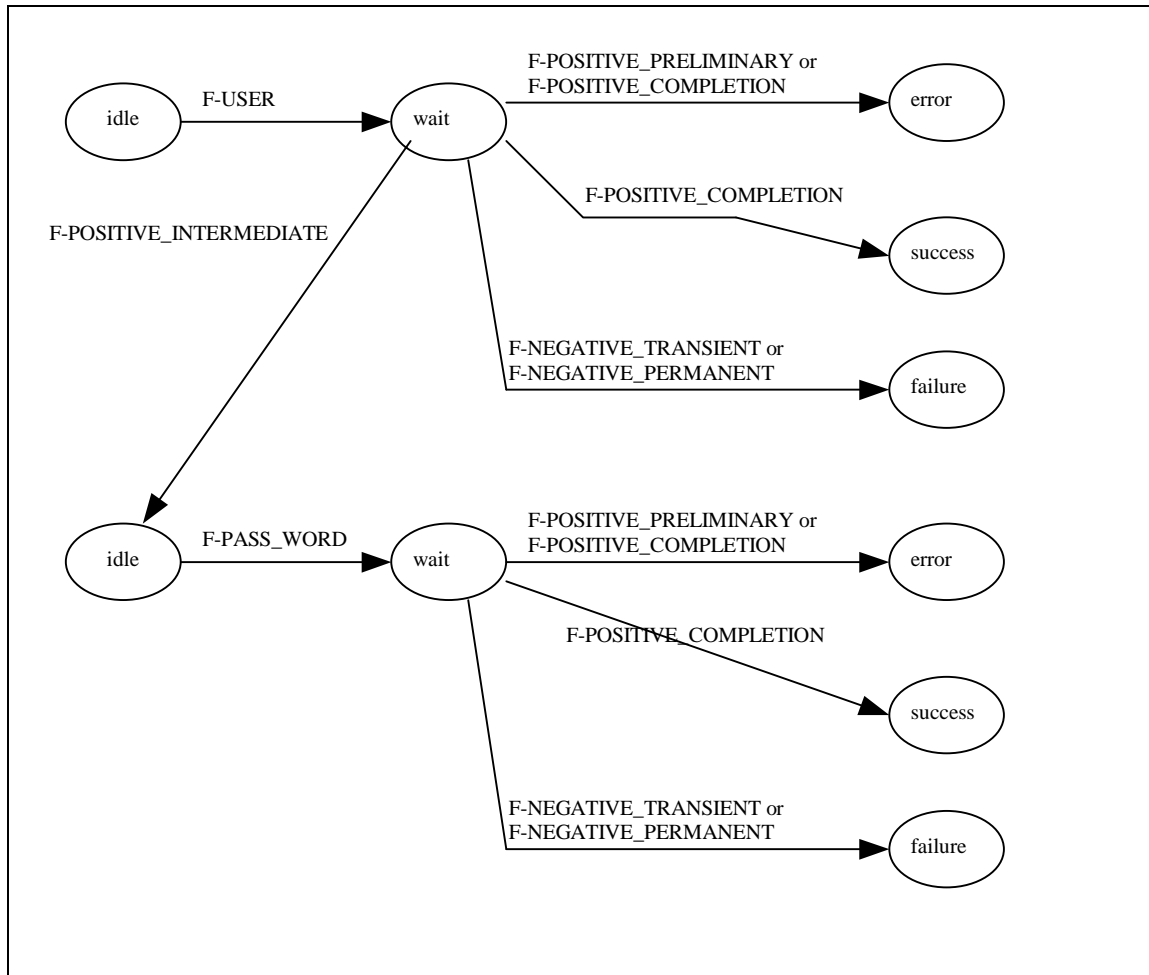 F-POSITIVE_PRELIMINARY or
F-POSITIVE_COMPLETION
idle
F-USER
wait
error
F-POSITIVE_COMPLETION
F-POSITIVE_INTERMEDIATE
success
F-NEGATIVE_TRANSIENT or
F-NEGATIVE_PERMANENT
failure
F-POSITIVE_PRELIMINARY or
F-POSITIVE_COMPLETION
idle
F-PASS_WORD
wait
error
F-POSITIVE_COMPLETION
success
F-NEGATIVE_TRANSIENT or
F-NEGATIVE_PERMANENT
failure